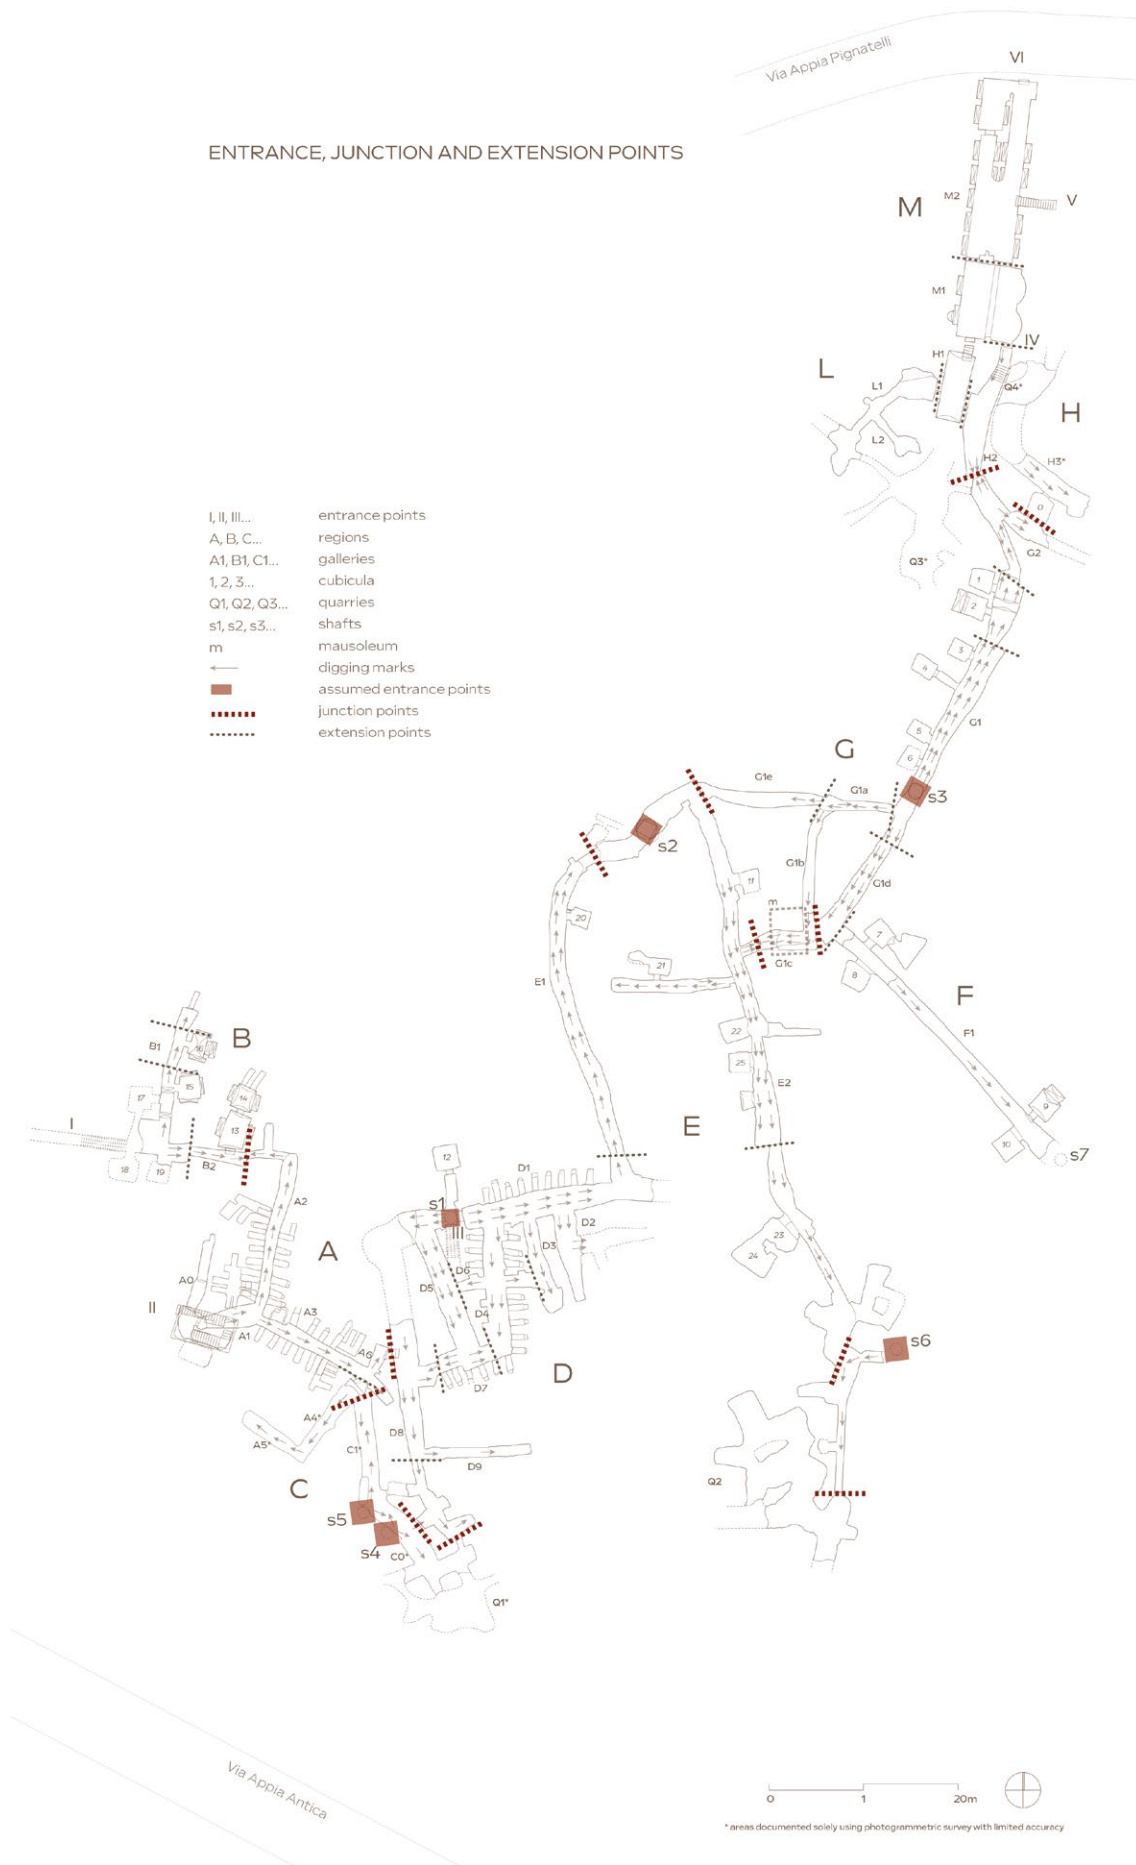 Via Appia Pignatelli
VI
ENTRANCE, JUNCTION AND EXTENSION POINTS
M2
V
M
M1
IV
H1
L
L1
Q4*
H
L2
H2
H3*
0
G2
Q3*
I, II, III... entrance points
A, B, C... regions
A1, B1, C1... galleries
1, 2, 3... cubicula
Q1, Q2, Q3... quarries
s1, s2, s3... shafts
m mausoleum
digging marks
assumed entrance points
junction points
extension points
1
2
3
4
G1
5
6
G
G1e
G1a
s3
s2
G1b
G1d
11
m
20
7
G1c
21
8
E1
F
22
F1
B
B1
16
25
E2
15
17
14
9
I
13
E
10
s7
12
18
19
B2
D1
A2
s1
III
D2
A
23
D3
24
D6
A0
D5
II
A3
D4
A1
s6
A6
D
D7
A4*
D8
A5*
C1*
D9
Q2
C
s5
s4
C0*
Q1*
Via Appia Antica
0 1 20m
* areas documented solely using photogrammetric survey with limited accuracy